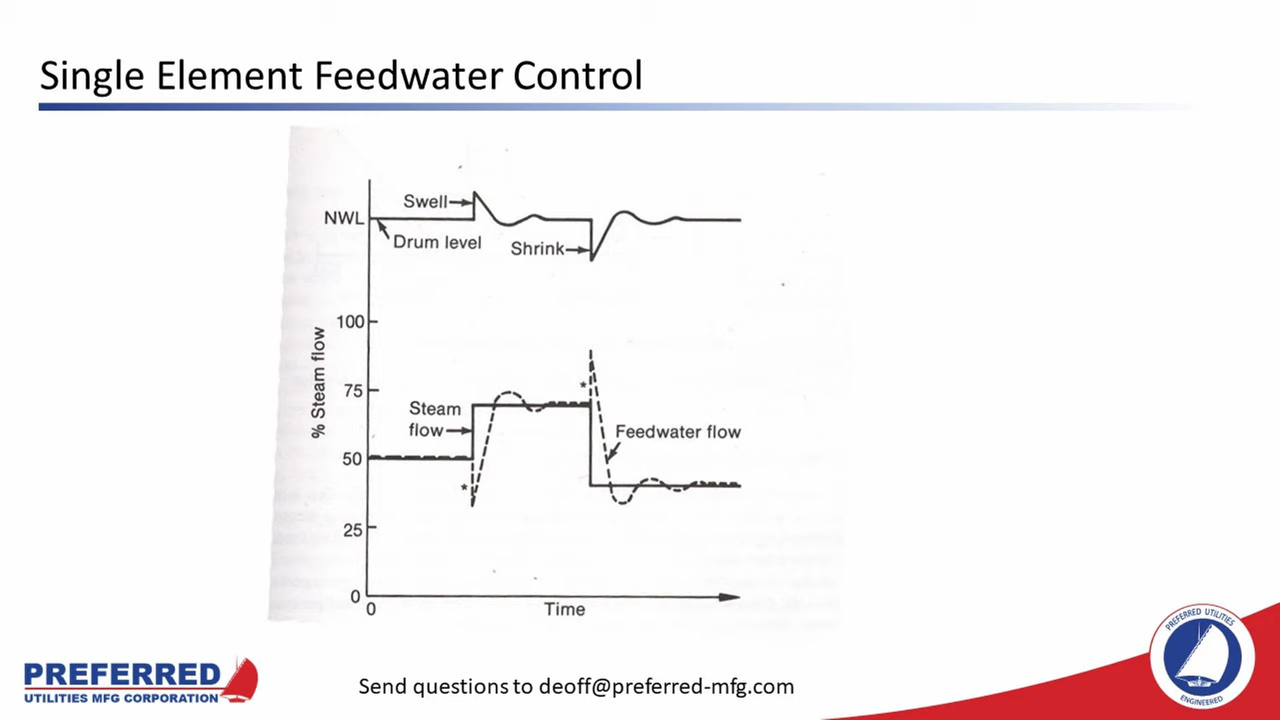 Single Element Feedwater Control
Swell
NWL
Drum level
Shrink
100
75
*
Steam
flow
Feedwater flow
50
*
25
0
0
Time
% Steam flow
PREFERRED
UTILITIES MFG CORPORATION
Send questions to deoff@preferred-mfg.com
PREFERRED UTILITIES
ENGINEERED